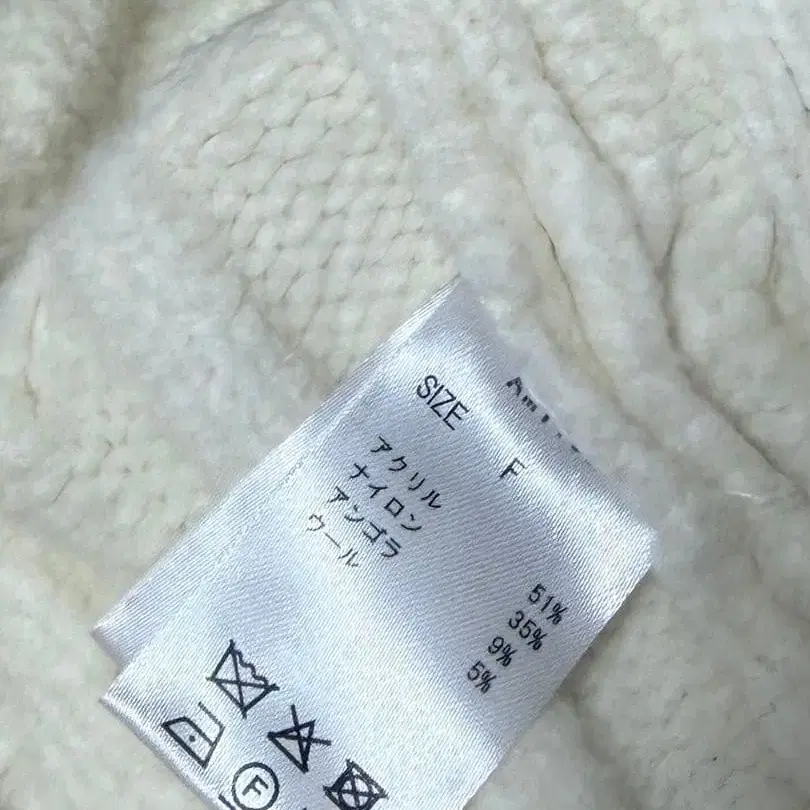 SIZE F
アクリル 51%
ナイロン 35%
アンゴラ 9%
ウール 5%
F